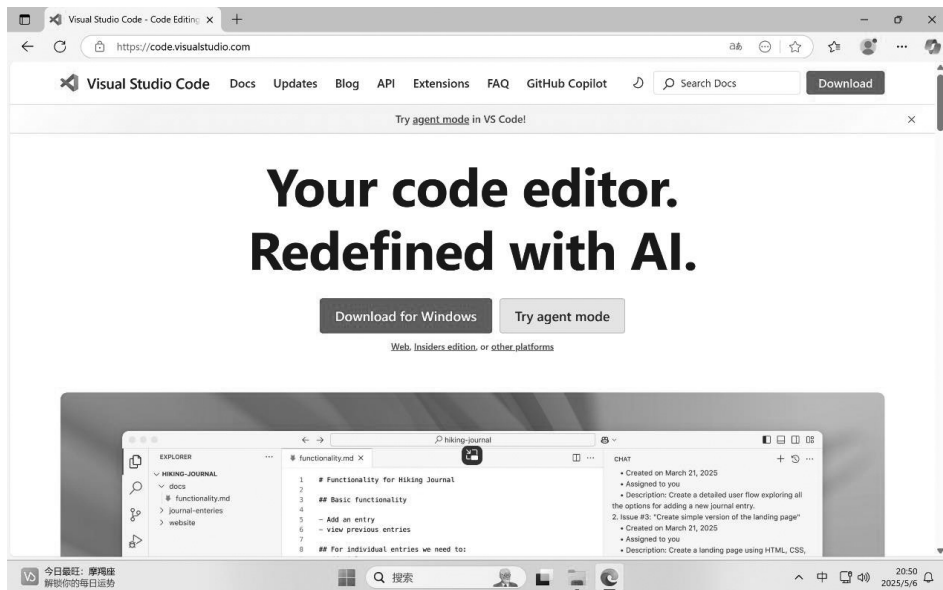 Visual Studio Code - Code Editing
https://code.visualstudio.com
Visual Studio Code Docs Updates Blog API Extensions FAQ GitHub Copilot Search Docs Download
Try agent mode in VS Code!
Your code editor.
Redefined with AI.
Download for Windows Try agent mode
Web, Insiders edition, or other platforms
hiking-journal
EXPLORER
HIKING-JOURNAL
docs
functionality.md
journal-enteries
website
functionality.md
1 # Functionality for Hiking Journal
2
3 ## Basic functionality
4
5 - Add an entry
6 - view previous entries
7
8 ## For individual entries we need to:
CHAT
• Created on March 21, 2025
• Assigned to you
• Description: Create a detailed user flow exploring all
the options for adding a new journal entry.
2. Issue #3: "Create simple version of the landing page"
• Created on March 21, 2025
• Assigned to you
• Description: Create a landing page using HTML, CSS,
今日最旺：摩羯座
解锁你的每日运势
搜索
中
20:50
2025/5/6